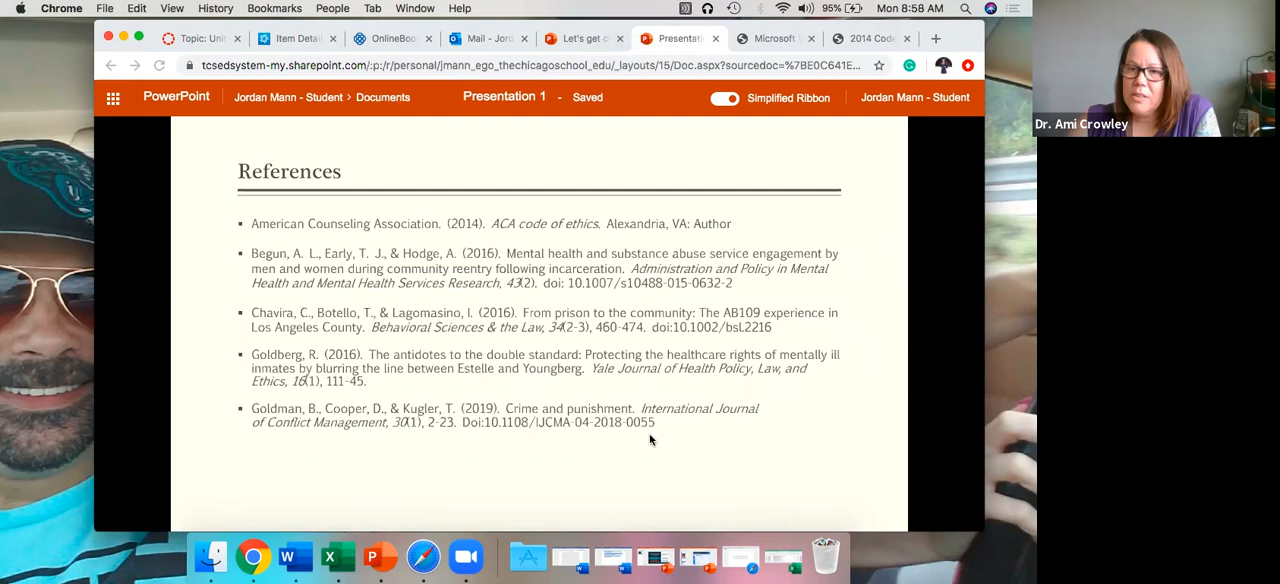 Chrome File Edit View History Bookmarks People Tab Window Help 95% Mon 8:58 AM
Topic: Uni Item Detai OnlineBoo Mail - Jord Let's get c Presentati Microsoft 2014 Code
tcsedsystem-my.sharepoint.com/:p:/r/personal/jmann_ego_thechicagoschool_edu/_layouts/15/Doc.aspx?sourcedoc=%7BE0C641E...
PowerPoint Jordan Mann - Student > Documents Presentation 1 - Saved Simplified Ribbon Jordan Mann - Student
Dr. Ami Crowley
References
▪ American Counseling Association. (2014). ACA code of ethics. Alexandria, VA: Author
▪ Begun, A. L., Early, T. J., & Hodge, A. (2016). Mental health and substance abuse service engagement by
men and women during community reentry following incarceration. Administration and Policy in Mental
Health and Mental Health Services Research, 43(2). doi: 10.1007/s10488-015-0632-2
▪ Chavira, C., Botello, T., & Lagomasino, I. (2016). From prison to the community: The AB109 experience in
Los Angeles County. Behavioral Sciences & the Law, 34(2-3), 460-474. doi:10.1002/bsl.2216
▪ Goldberg, R. (2016). The antidotes to the double standard: Protecting the healthcare rights of mentally ill
inmates by blurring the line between Estelle and Youngberg. Yale Journal of Health Policy, Law, and
Ethics, 16(1), 111-45.
▪ Goldman, B., Cooper, D., & Kugler, T. (2019). Crime and punishment. International Journal
of Conflict Management, 30(1), 2-23. Doi:10.1108/IJCMA-04-2018-0055